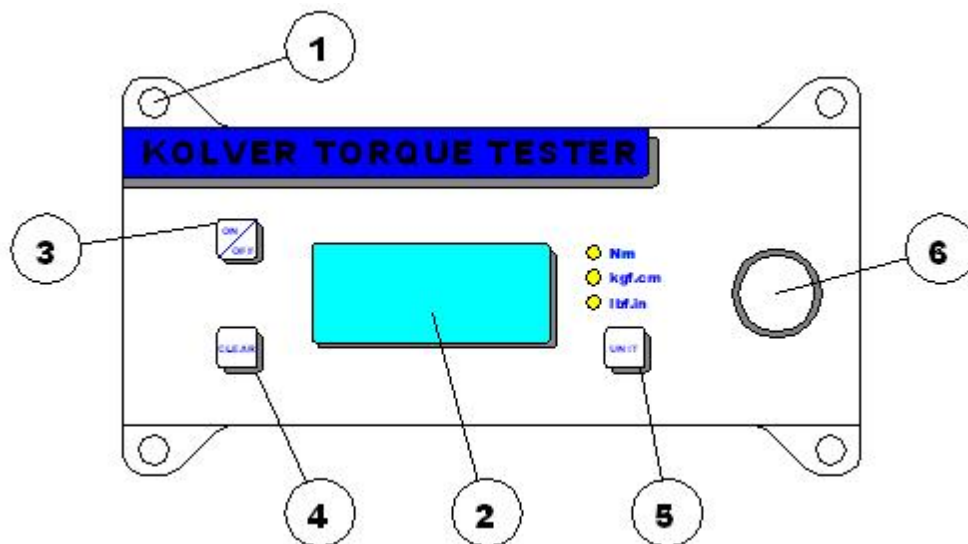 1
KOLVER TORQUE TESTER
3
ON
OFF
Nm
kgf.cm
lbf.in
6
CLEAR
UNIT
4
2
5